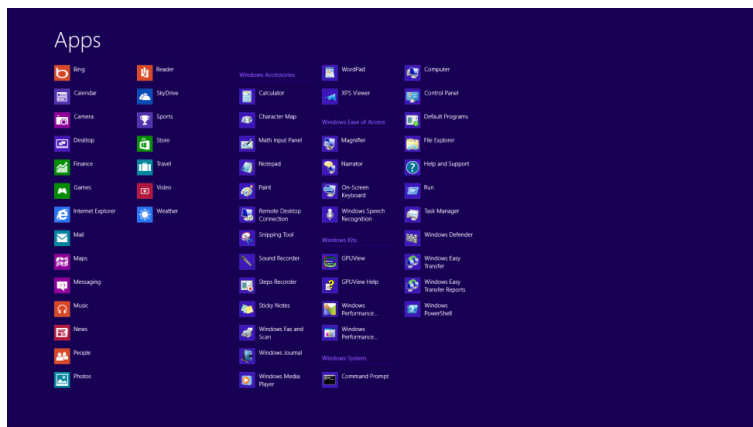 Apps
Bing
Calendar
Camera
Desktop
Finance
Games
Internet Explorer
Mail
Maps
Messaging
Music
News
People
Photos
Reader
SkyDrive
Sports
Store
Travel
Video
Weather
Windows Accessories
Calculator
Character Map
Math Input Panel
Notepad
Paint
Remote Desktop
Connection
Snipping Tool
Sound Recorder
Steps Recorder
Sticky Notes
Windows Fax and
Scan
Windows Journal
Windows Media
Player
WordPad
XPS Viewer
Windows Ease of Access
Magnifier
Narrator
On-Screen
Keyboard
Windows Speech
Recognition
Windows Kits
GPUView
GPUView Help
Windows
Performance...
Windows
Performance...
Windows System
Command Prompt
Computer
Control Panel
Default Programs
File Explorer
Help and Support
Run
Task Manager
Windows Defender
Windows Easy
Transfer
Windows Easy
Transfer Reports
Windows
PowerShell